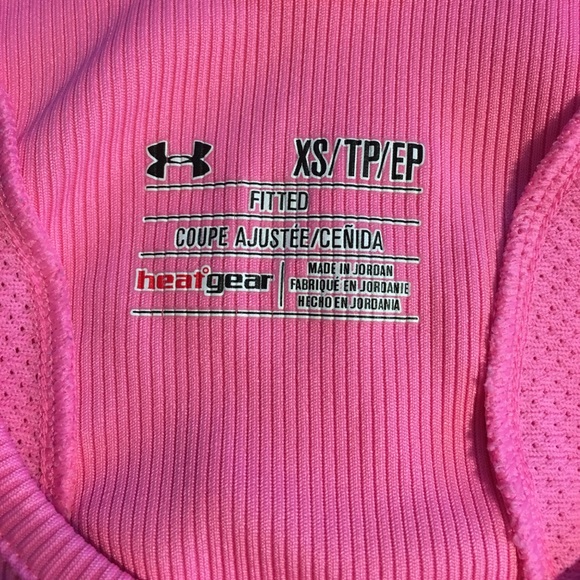 XS/TP/EP
FITTED
COUPE AJUSTÉE/CEÑIDA
heatgear
MADE IN JORDAN
FABRIQUÉ EN JORDANIE
HECHO EN JORDANIA